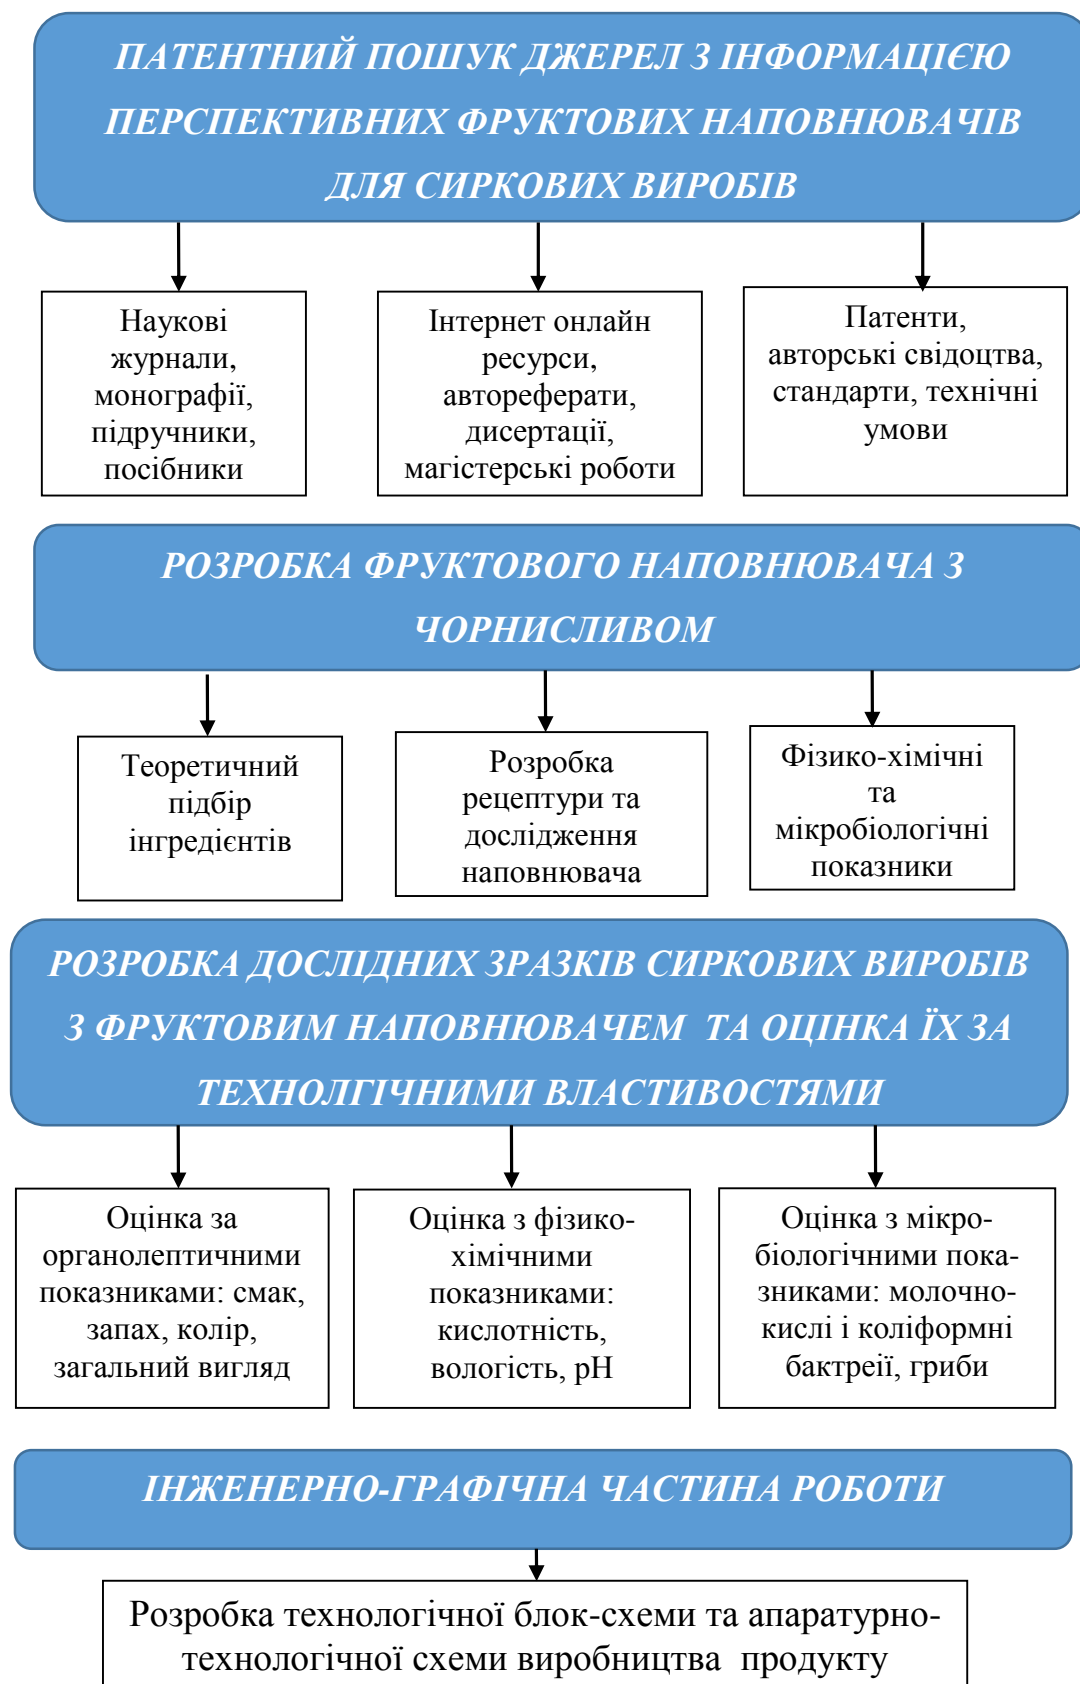 ПАТЕНТНИЙ ПОШУК ДЖЕРЕЛ З ІНФОРМАЦІЄЮ
ПЕРСПЕКТИВНИХ ФРУКТОВИХ НАПОВНЮВАЧІВ
ДЛЯ СИРКОВИХ ВИРОБІВ
Наукові
журнали,
монографії,
підручники,
посібники
Інтернет онлайн
ресурси,
автореферати,
дисертації,
магістерські роботи
Патенти,
авторські свідоцтва,
стандарти, технічні
умови
РОЗРОБКА ФРУКТОВОГО НАПОВНЮВАЧА З
ЧОРНИСЛИВОМ
Теоретичний
підбір
інгредієнтів
Розробка
рецептури та
дослідження
наповнювача
Фізико-хімічні
та
мікробіологічні
показники
РОЗРОБКА ДОСЛІДНИХ ЗРАЗКІВ СИРКОВИХ ВИРОБІВ
З ФРУКТОВИМ НАПОВНЮВАЧЕМ ТА ОЦІНКА ЇХ ЗА
ТЕХНОЛГІЧНИМИ ВЛАСТИВОСТЯМИ
Оцінка за
органолептичними
показниками: смак,
запах, колір,
загальний вигляд
Оцінка з фізико-
хімічними
показниками:
кислотність,
вологість, рН
Оцінка з мікро-
біологічними пока-
зниками: молочно-
кислі і коліформні
бактреії, гриби
ІНЖЕНЕРНО-ГРАФІЧНА ЧАСТИНА РОБОТИ
Розробка технологічної блок-схеми та апаратурно-
технологічної схеми виробництва продукту